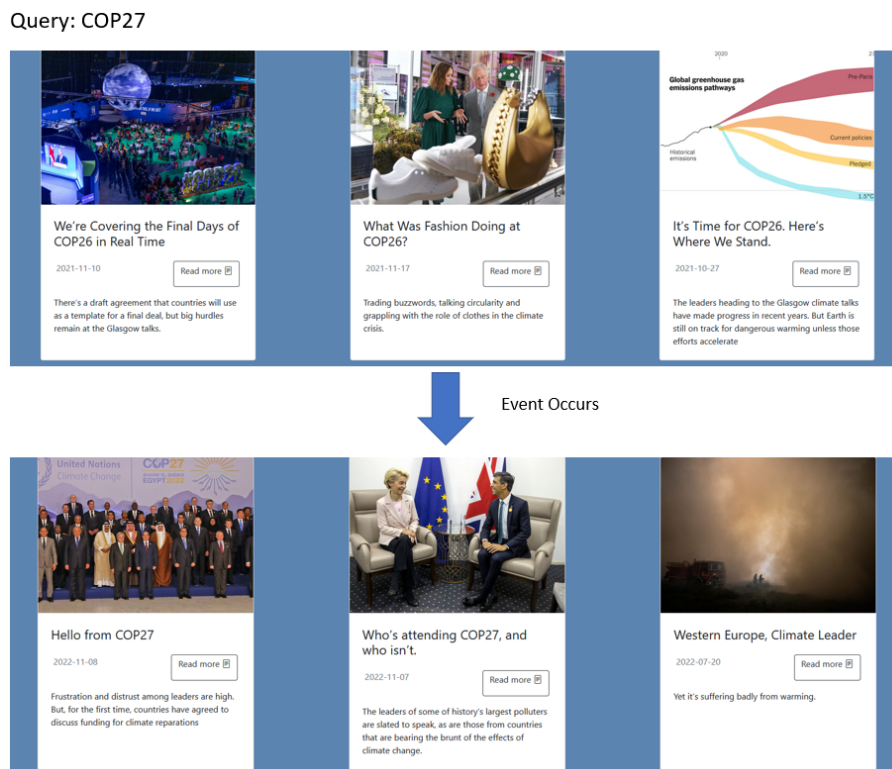 Query: COP27
2020
Global greenhouse gas
emissions pathways
Pre-Paris
Current policies
Historical
emissions
Pledged
1.5°C
We're Covering the Final Days of
COP26 in Real Time
2021-11-10
Read more
There's a draft agreement that countries will use
as a template for a final deal, but big hurdles
remain at the Glasgow talks.
What Was Fashion Doing at
COP26?
2021-11-17
Read more
Trading buzzwords, talking circularity and
grappling with the role of clothes in the climate
crisis.
It's Time for COP26. Here's
Where We Stand.
2021-10-27
Read more
The leaders heading to the Glasgow climate talks
have made progress in recent years. But Earth is
still on track for dangerous warming unless those
efforts accelerate
Event Occurs
United Nations
Climate Change
COP27
EGYPT2022
Hello from COP27
2022-11-08
Read more
Frustration and distrust among leaders are high.
But, for the first time, countries have agreed to
discuss funding for climate reparations
Who's attending COP27, and
who isn't.
2022-11-07
Read more
The leaders of some of history's largest polluters
are slated to speak, as are those from countries
that are bearing the brunt of the effects of
climate change.
Western Europe, Climate Leader
2022-07-20
Read more
Yet it's suffering badly from warming.